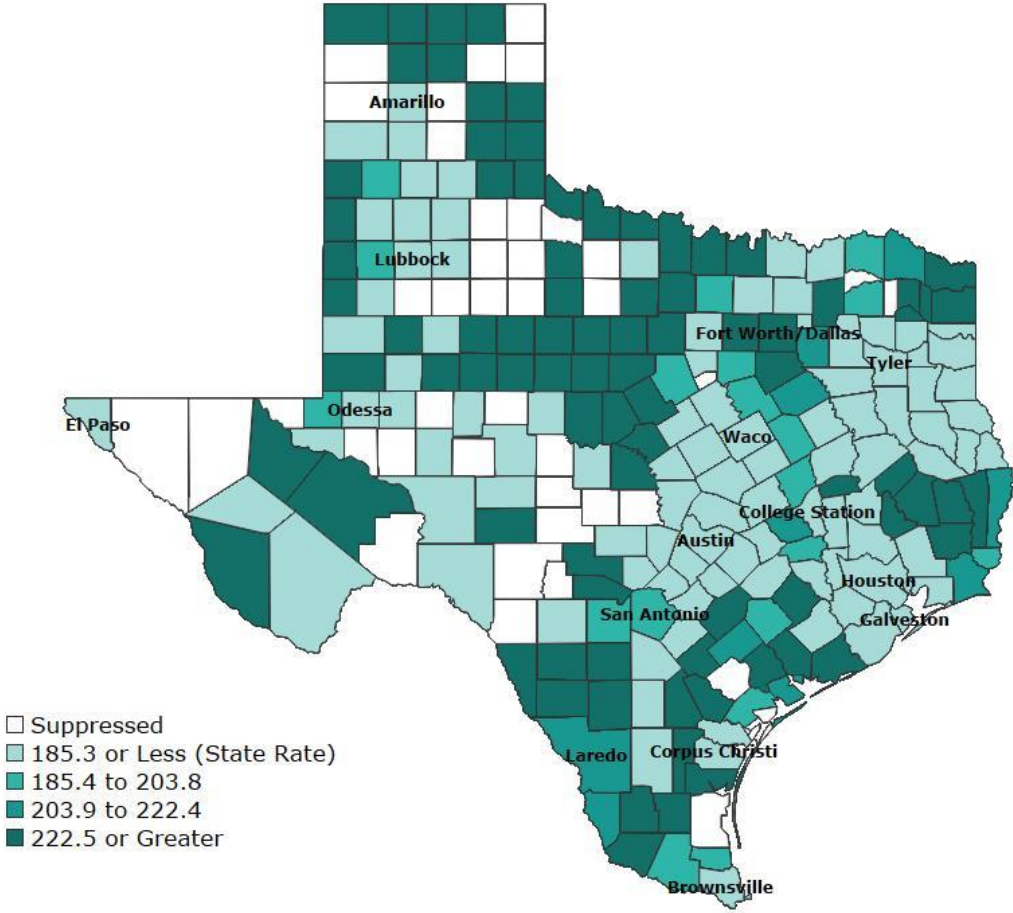 Amarillo
Lubbock
Fort Worth/Dallas
Tyler
El Paso
Odessa
Waco
College Station
Austin
Houston
San Antonio
Galveston
Laredo
Corpus Christi
Brownsville
Suppressed
185.3 or Less (State Rate)
185.4 to 203.8
203.9 to 222.4
222.5 or Greater